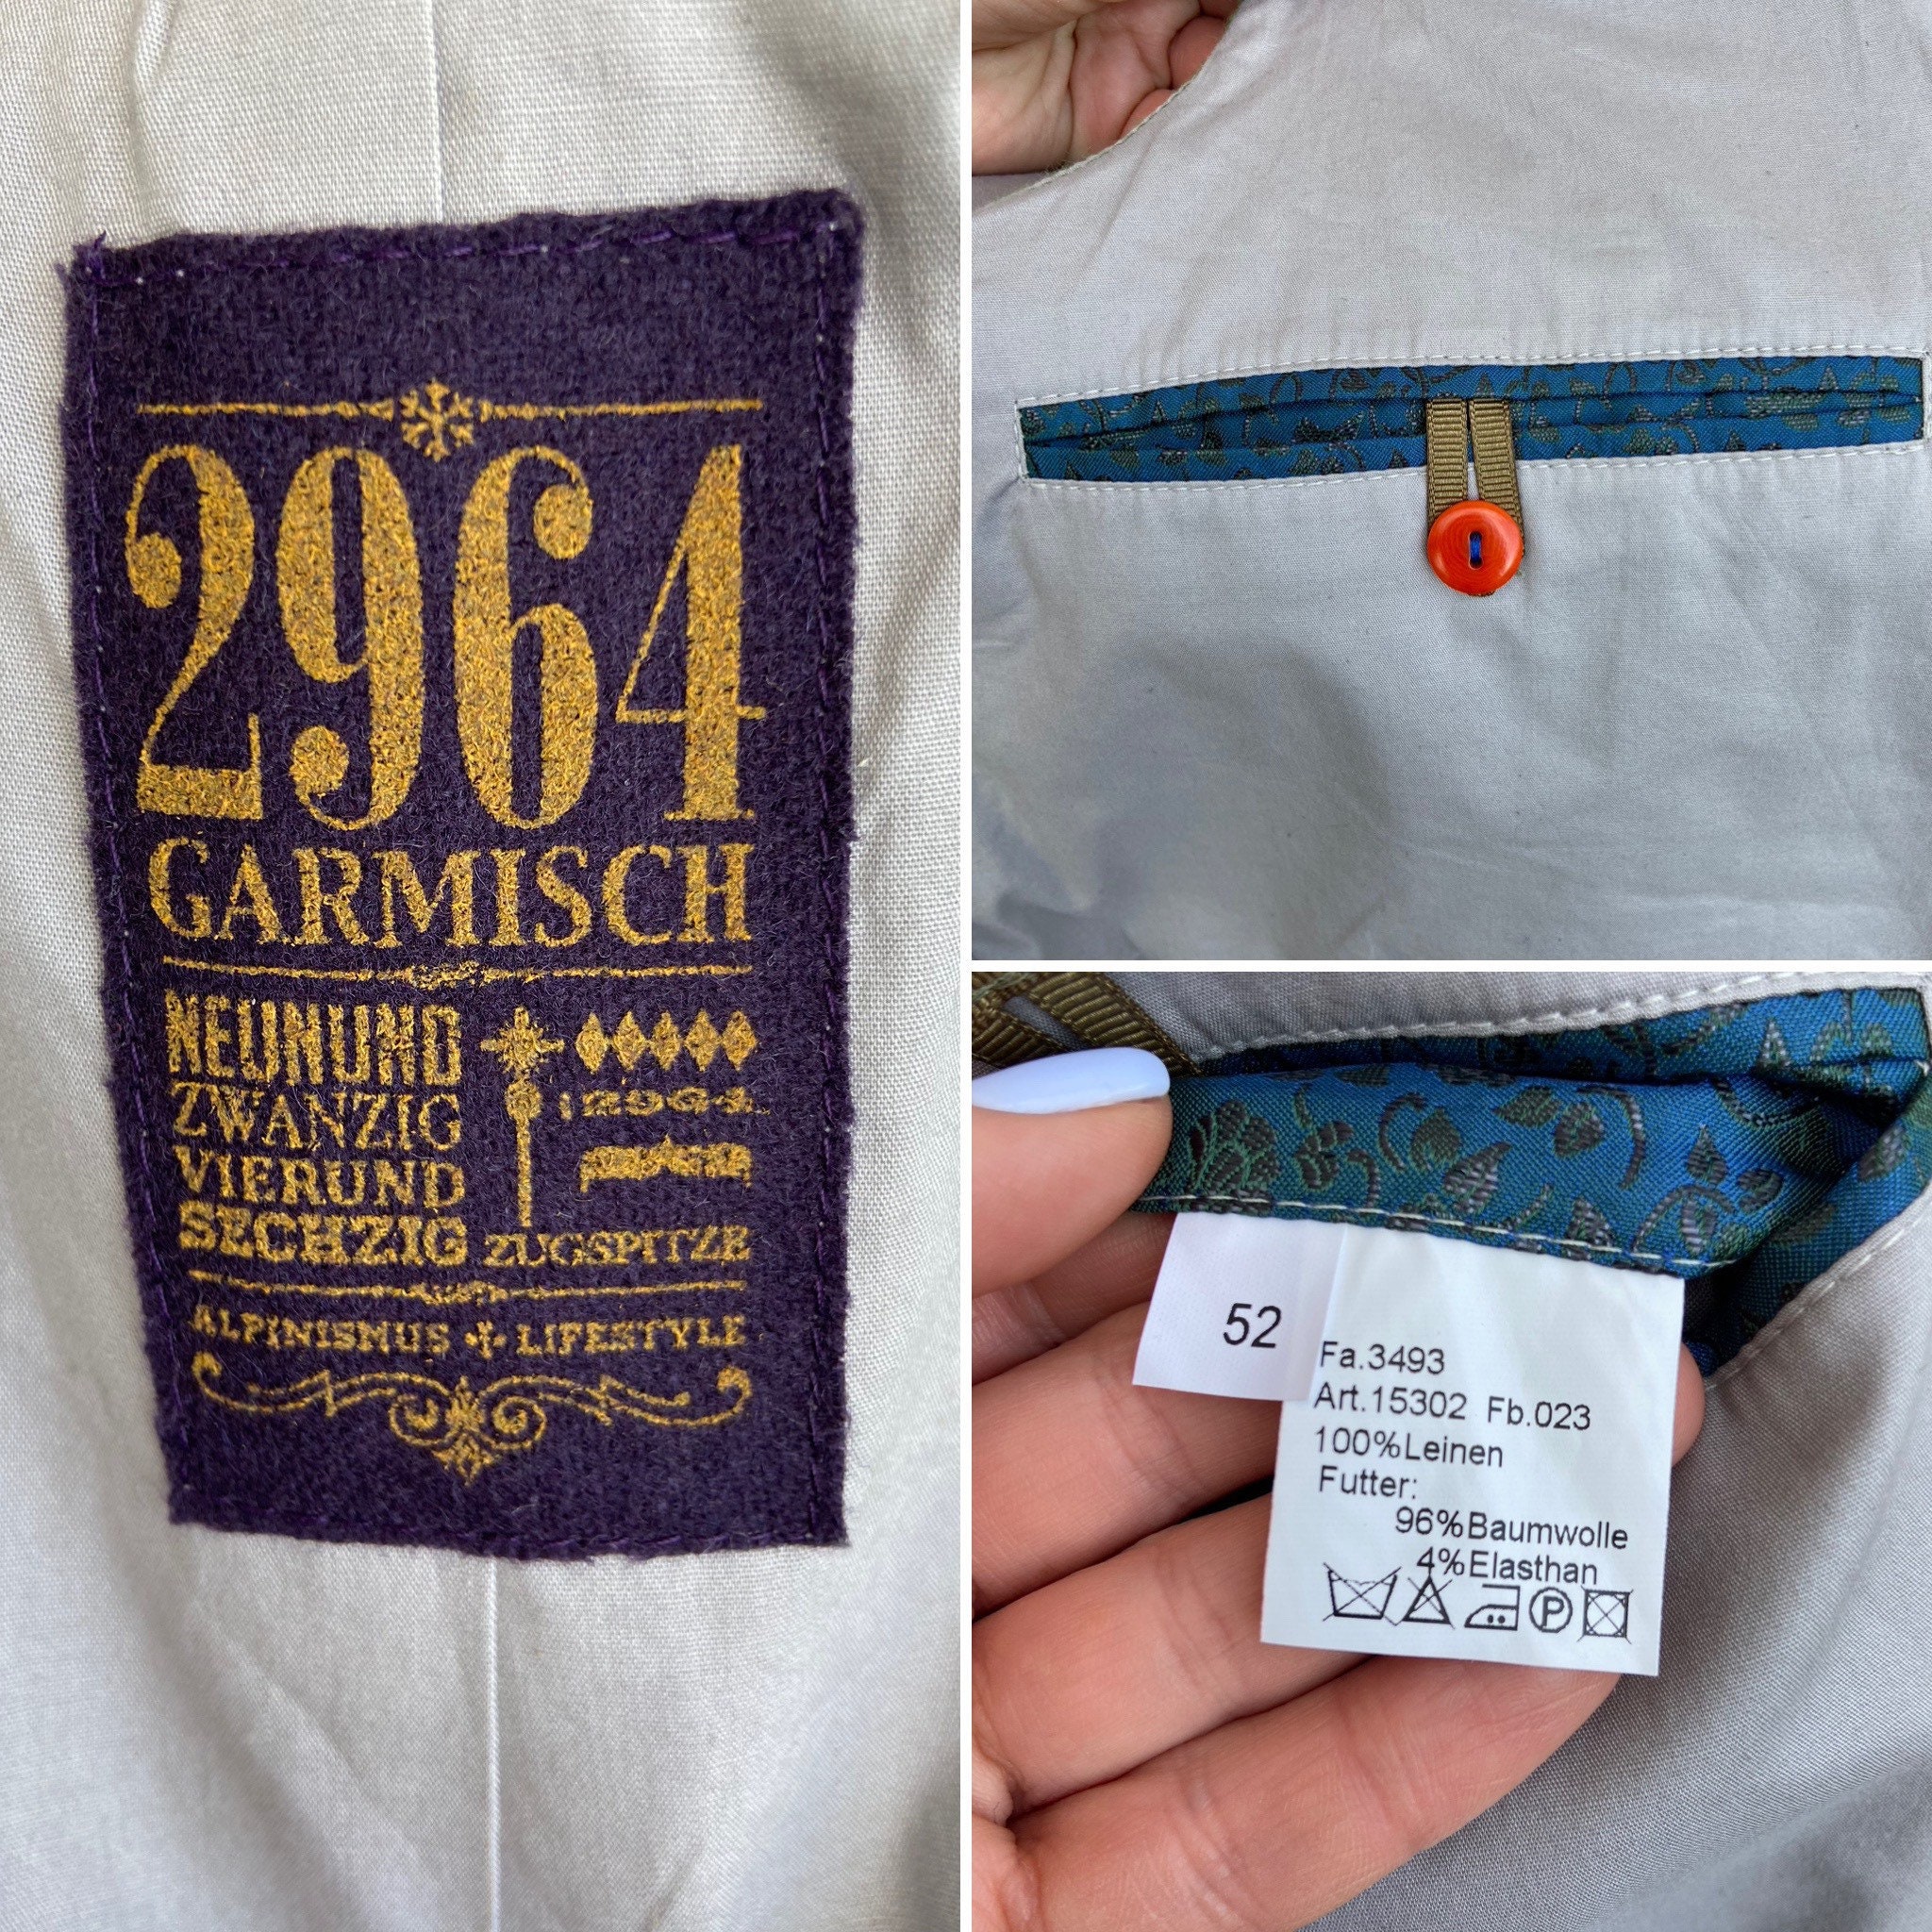 2964
GARMISCH
NEUNUND
ZWANZIG
VIERUND
SECHZIG
12964
ZUGSPITZE
ALPINISMUS LIFESTYLE
52
Fa.3493
Art.15302 Fb.023
100%Leinen
Futter:
96%Baumwolle
4%Elasthan
P